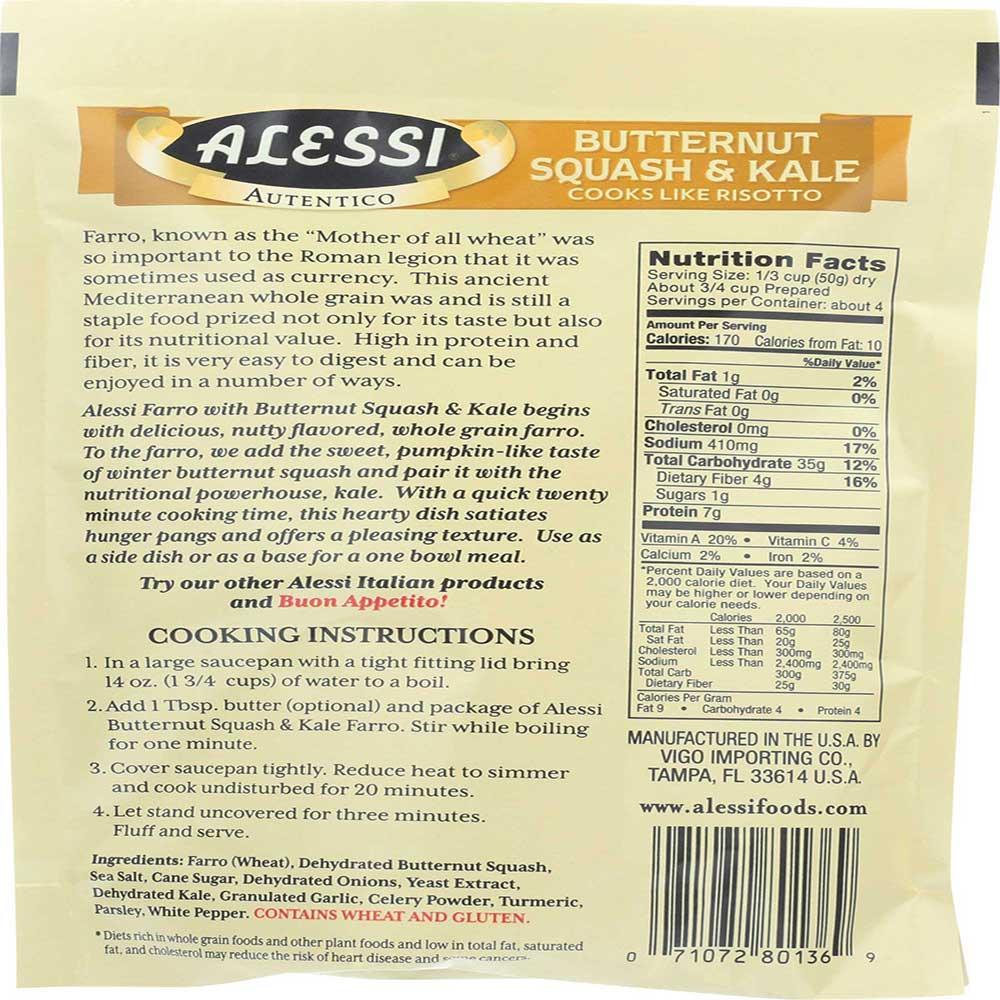 ALESSI
AUTENTICO
BUTTERNUT
SQUASH & KALE
COOKS LIKE RISOTTO
Farro, known as the “Mother of all wheat” was
so important to the Roman legion that it was
sometimes used as currency. This ancient
Mediterranean whole grain was and is still a
staple food prized not only for its taste but also
for its nutritional value. High in protein and
fiber, it is very easy to digest and can be
enjoyed in a number of ways.
Alessi Farro with Butternut Squash & Kale begins
with delicious, nutty flavored, whole grain farro.
To the farro, we add the sweet, pumpkin-like taste
of winter butternut squash and pair it with the
nutritional powerhouse, kale. With a quick twenty
minute cooking time, this hearty dish satiates
hunger pangs and offers a pleasing texture. Use as
a side dish or as a base for a one bowl meal.
Try our other Alessi Italian products
and Buon Appetito!
COOKING INSTRUCTIONS
1. In a large saucepan with a tight fitting lid bring
14 oz. (1 3/4 cups) of water to a boil.
2. Add 1 Tbsp. butter (optional) and package of Alessi
Butternut Squash & Kale Farro. Stir while boiling
for one minute.
3. Cover saucepan tightly. Reduce heat to simmer
and cook undisturbed for 20 minutes.
4. Let stand uncovered for three minutes.
Fluff and serve.
Ingredients: Farro (Wheat), Dehydrated Butternut Squash,
Sea Salt, Cane Sugar, Dehydrated Onions, Yeast Extract,
Dehydrated Kale, Granulated Garlic, Celery Powder, Turmeric,
Parsley, White Pepper. CONTAINS WHEAT AND GLUTEN.
* Diets rich in whole grain foods and other plant foods and low in total fat, saturated
fat, and cholesterol may reduce the risk of heart disease and some cancers.
Nutrition Facts
Serving Size: 1/3 cup (50g) dry
About 3/4 cup Prepared
Servings per Container: about 4
Amount Per Serving
Calories: 170 Calories from Fat: 10
%Daily Value*
Total Fat 1g 2%
Saturated Fat 0g 0%
Trans Fat 0g
Cholesterol 0mg 0%
Sodium 410mg 17%
Total Carbohydrate 35g 12%
Dietary Fiber 4g 16%
Sugars 1g
Protein 7g
Vitamin A 20% • Vitamin C 4%
Calcium 2% • Iron 2%
*Percent Daily Values are based on a
2,000 calorie diet. Your Daily Values
may be higher or lower depending on
your calorie needs.
Calories 2,000 2,500
Total Fat Less Than 65g 80g
Sat Fat Less Than 20g 25g
Cholesterol Less Than 300mg 300mg
Sodium Less Than 2,400mg 2,400mg
Total Carb 300g 375g
Dietary Fiber 25g 30g
Calories Per Gram
Fat 9 • Carbohydrate 4 • Protein 4
MANUFACTURED IN THE U.S.A. BY
VIGO IMPORTING CO.,
TAMPA, FL 33614 U.S.A.
www.alessifoods.com
0 71072 80136 9